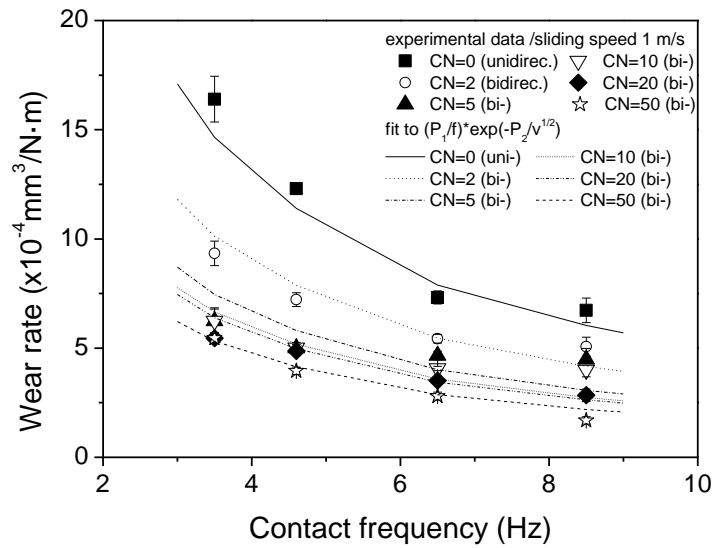 20
15
10
5
0
2
4
6
8
10
Wear rate (x10⁻⁴mm³/N·m)
Contact frequency (Hz)
experimental data /sliding speed 1 m/s
CN=0 (unidirec.) CN=10 (bi-)
CN=2 (bidirec.) CN=20 (bi-)
CN=5 (bi-) CN=50 (bi-)
fit to (P₁/f)*exp(-P₂/v¹/²)
CN=0 (uni-) CN=10 (bi-)
CN=2 (bi-) CN=20 (bi-)
CN=5 (bi-) CN=50 (bi-)